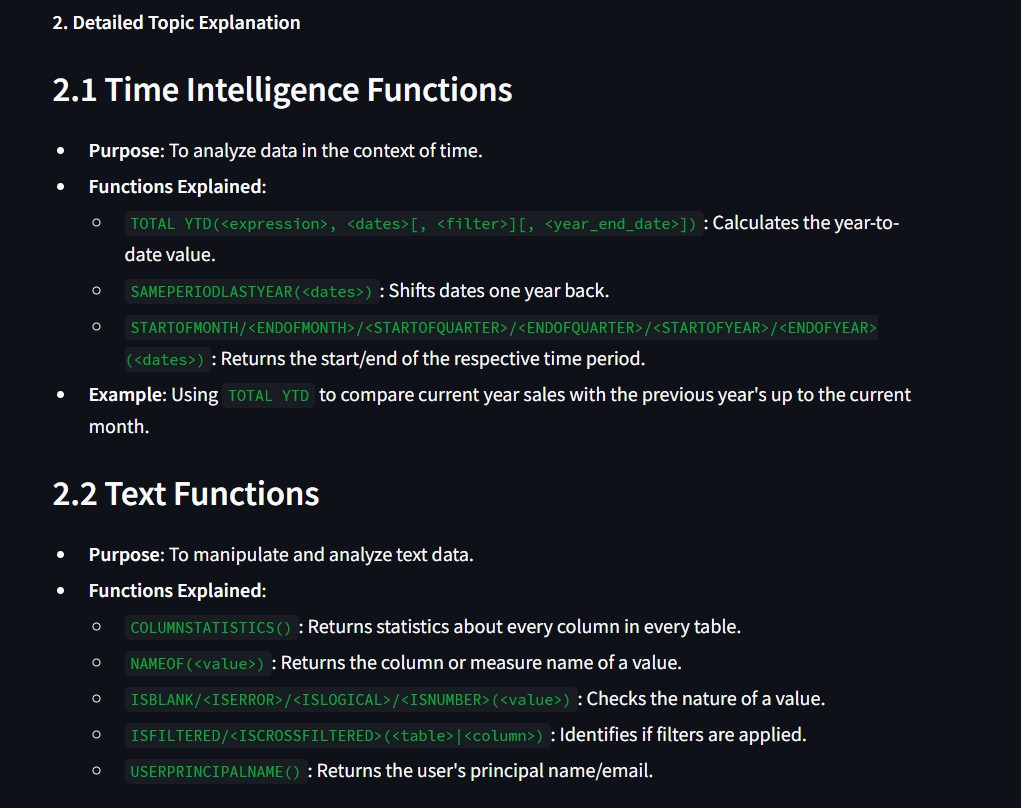 2. Detailed Topic Explanation
2.1 Time Intelligence Functions
• Purpose: To analyze data in the context of time.
• Functions Explained:
○ TOTAL YTD(<expression>, <dates>[, <filter>][, <year_end_date>]) : Calculates the year-to-
date value.
○ SAMEPERIODLASTYEAR(<dates>) : Shifts dates one year back.
○ STARTOFMONTH/<ENDOFMONTH>/<STARTOFQUARTER>/<ENDOFQUARTER>/<STARTOFYEAR>/<ENDOFYEAR>
(<dates>) : Returns the start/end of the respective time period.
• Example: Using TOTAL YTD to compare current year sales with the previous year's up to the current
month.
2.2 Text Functions
• Purpose: To manipulate and analyze text data.
• Functions Explained:
○ COLUMNSTATISTICS() : Returns statistics about every column in every table.
○ NAMEOF(<value>) : Returns the column or measure name of a value.
○ ISBLANK/<ISERROR>/<ISLOGICAL>/<ISNUMBER>(<value>) : Checks the nature of a value.
○ ISFILTERED/<ISCROSSFILTERED>(<table>|<column>) : Identifies if filters are applied.
○ USERPRINCIPALNAME() : Returns the user's principal name/email.